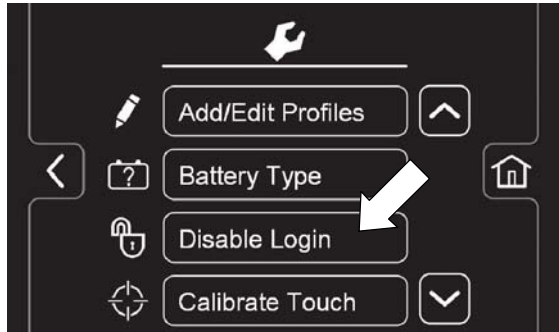 Add/Edit Profiles
Battery Type
Disable Login
Calibrate Touch